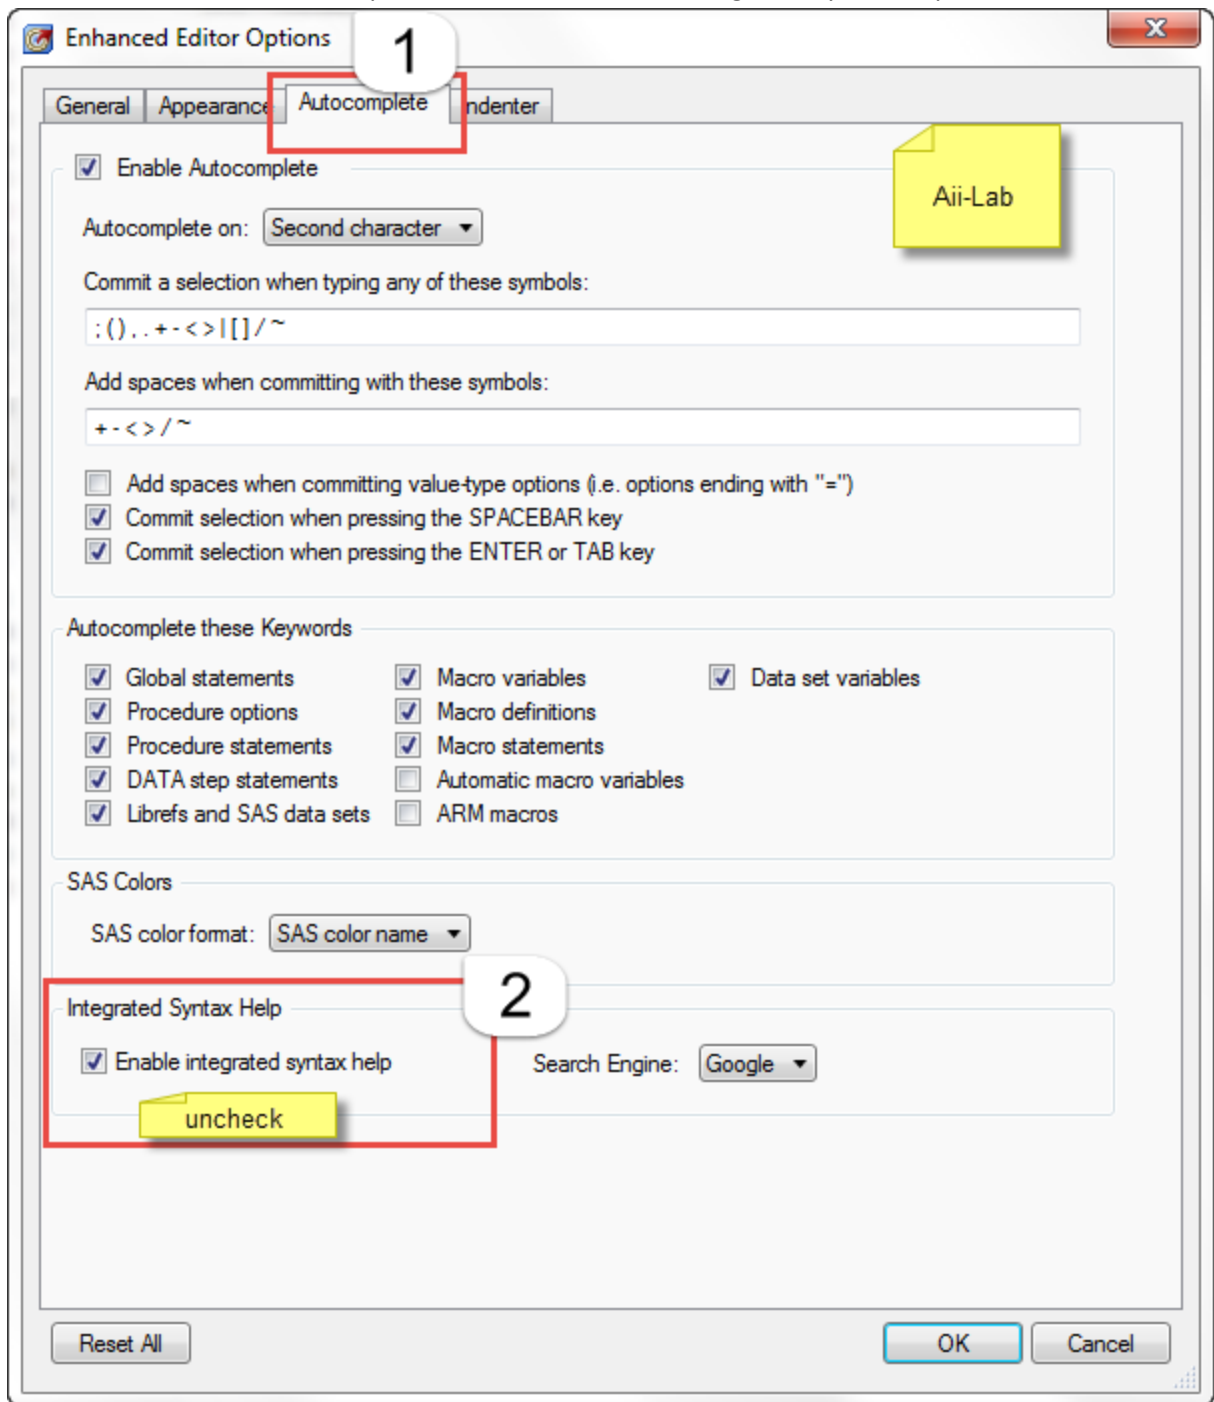 Enhanced Editor Options
1
General Appearance Autocomplete ndenter
Enable Autocomplete
Aii-Lab
Autocomplete on: Second character
Commit a selection when typing any of these symbols:
;(),.+-<>|[]/~
Add spaces when committing with these symbols:
+-<>/~
Add spaces when committing value-type options (i.e. options ending with "=")
Commit selection when pressing the SPACEBAR key
Commit selection when pressing the ENTER or TAB key
Autocomplete these Keywords
Global statements Macro variables Data set variables
Procedure options Macro definitions
Procedure statements Macro statements
DATA step statements Automatic macro variables
Librefs and SAS data sets ARM macros
SAS Colors
SAS color format: SAS color name
2
Integrated Syntax Help
Enable integrated syntax help Search Engine: Google
uncheck
Reset All OK Cancel